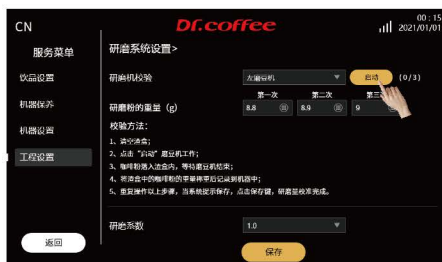 CN
Dr.coffee
00 : 15
2021/01/01
服务菜单
研磨系统设置>
饮品设置
研磨机校验
左磨豆机
启动
(0/3)
第一次
第二次
第三
机器保养
研磨粉的重量（g）
8.8
8.9
9
机器设置
校验方法：
1、清空渣盒；
2、点击“启动”磨豆机工作；
工程设置
3、咖啡粉落入渣盒内，等待磨豆机结束；
4、将渣盒中的咖啡粉的重量称重后记录到机器中；
5、重复操作以上步骤，当系统提示保存，点击保存键，研磨量校准完成。
研磨系数
1.0
返回
保存